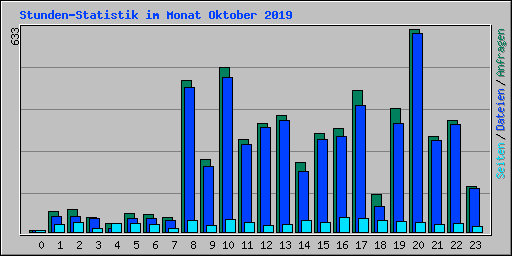 Stunden-Statistik im Monat Oktober 2019
633
Seiten / Dateien / Anfragen
0 1 2 3 4 5 6 7 8 9 10 11 12 13 14 15 16 17 18 19 20 21 22 23